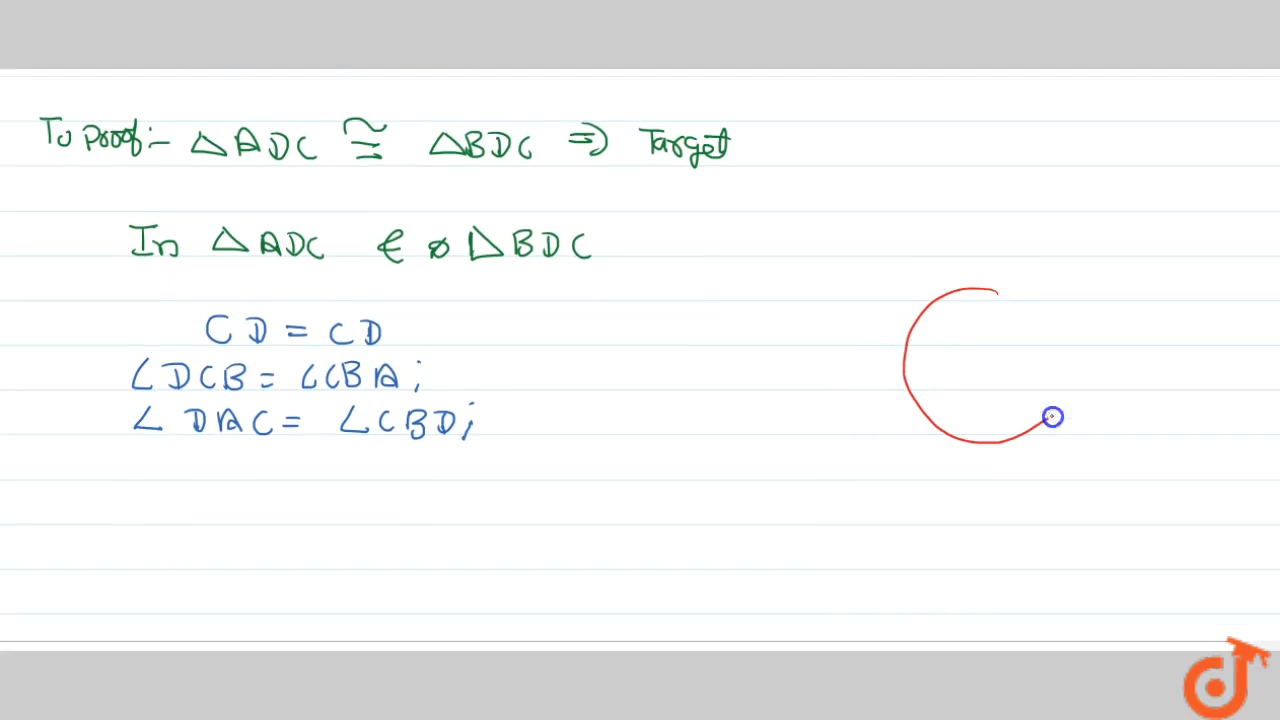 To Proof:- △ADC ≅ △BDC ⇒ Target
In △ADC & △BDC
CD = CD
∠DCB = ∠CBA;
∠DAC = ∠CBD;